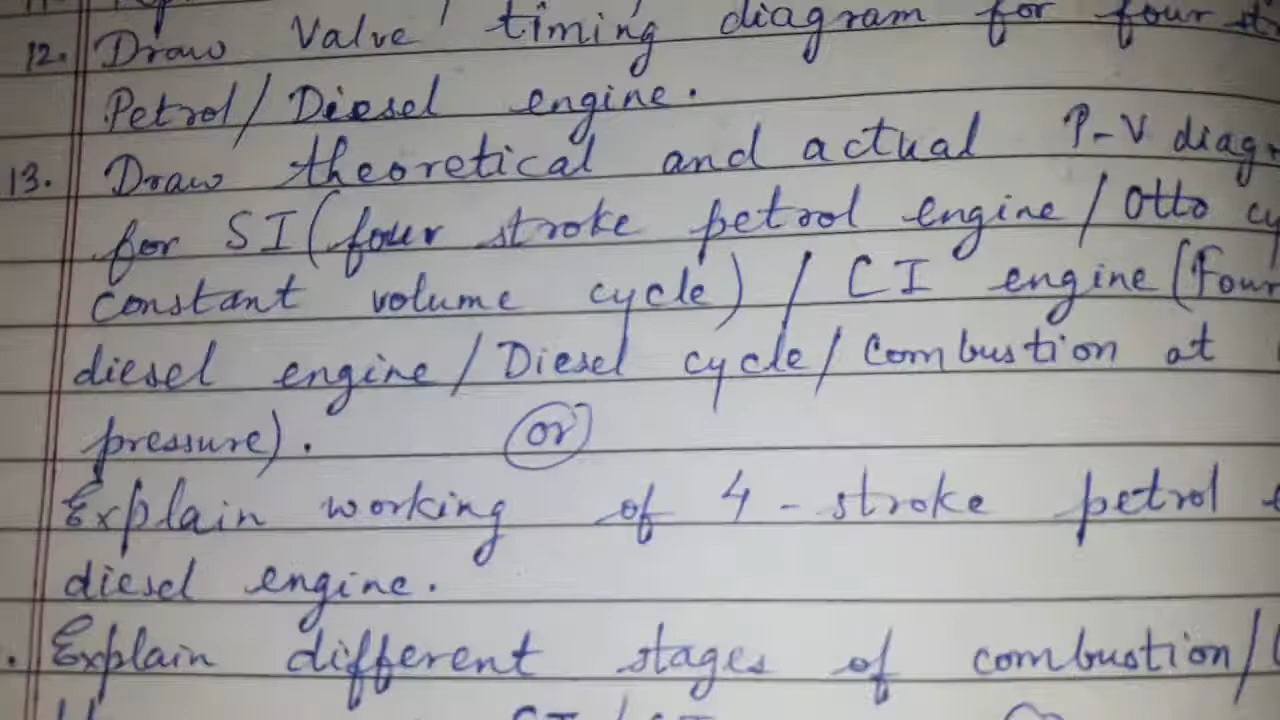 12. Draw Valve timing diagram for four
Petrol/Diesel engine.
13. Draw theoretical and actual P-V diag
for SI (four stroke petrol engine / Otto cy
Constant volume cycle) / CI engine (Four
diesel engine / Diesel cycle / Combustion at
pressure). or
Explain working of 4-stroke petrol
diesel engine.
. Explain different stages of combustion/